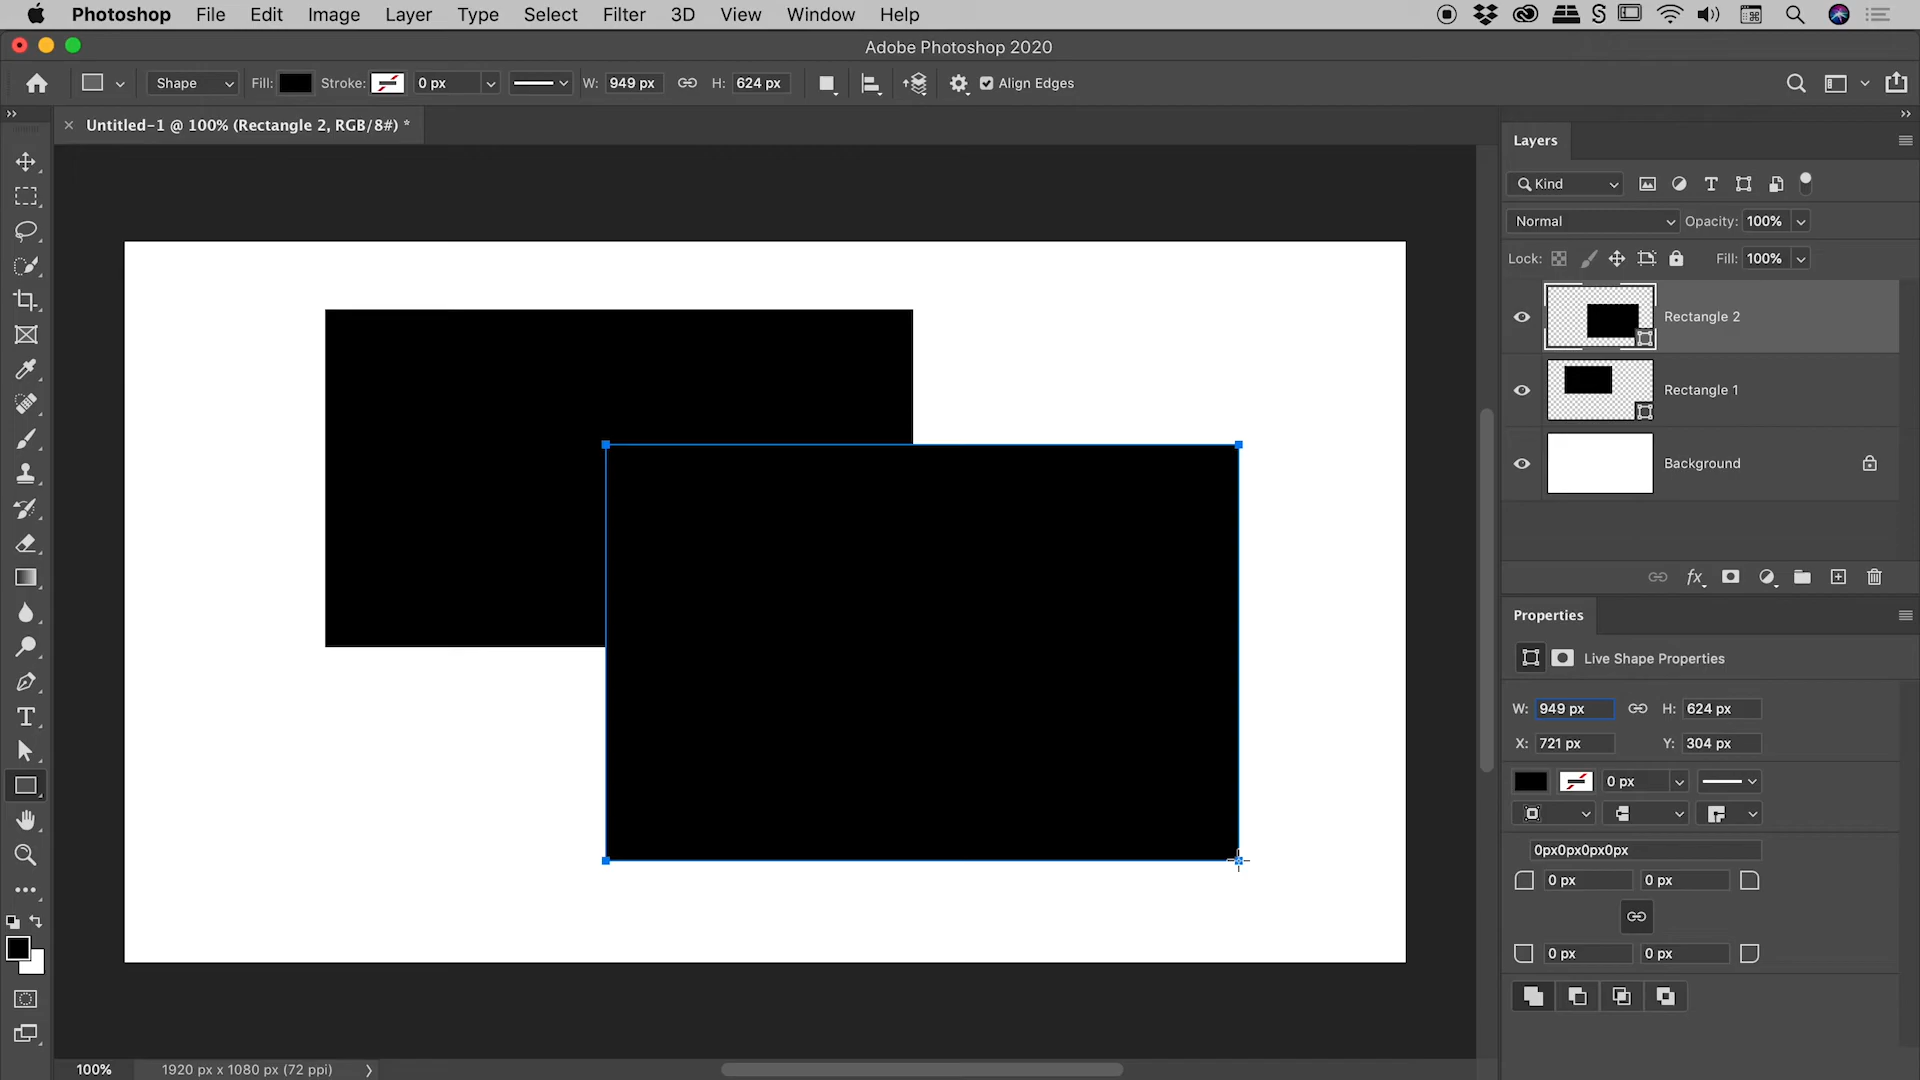 Photoshop File Edit Image Layer Type Select Filter 3D View Window Help
Adobe Photoshop 2020
Shape Fill: Stroke: 0 px W: 949 px H: 624 px Align Edges
Untitled-1 @ 100% (Rectangle 2, RGB/8#) *
Layers
Kind
Normal Opacity: 100%
Lock: Fill: 100%
Rectangle 2
Rectangle 1
Background
fx
Properties
Live Shape Properties
W: 949 px H: 624 px
X: 721 px Y: 304 px
0 px
0px0px0px0px
0 px 0 px
0 px 0 px
100% 1920 px x 1080 px (72 ppi)